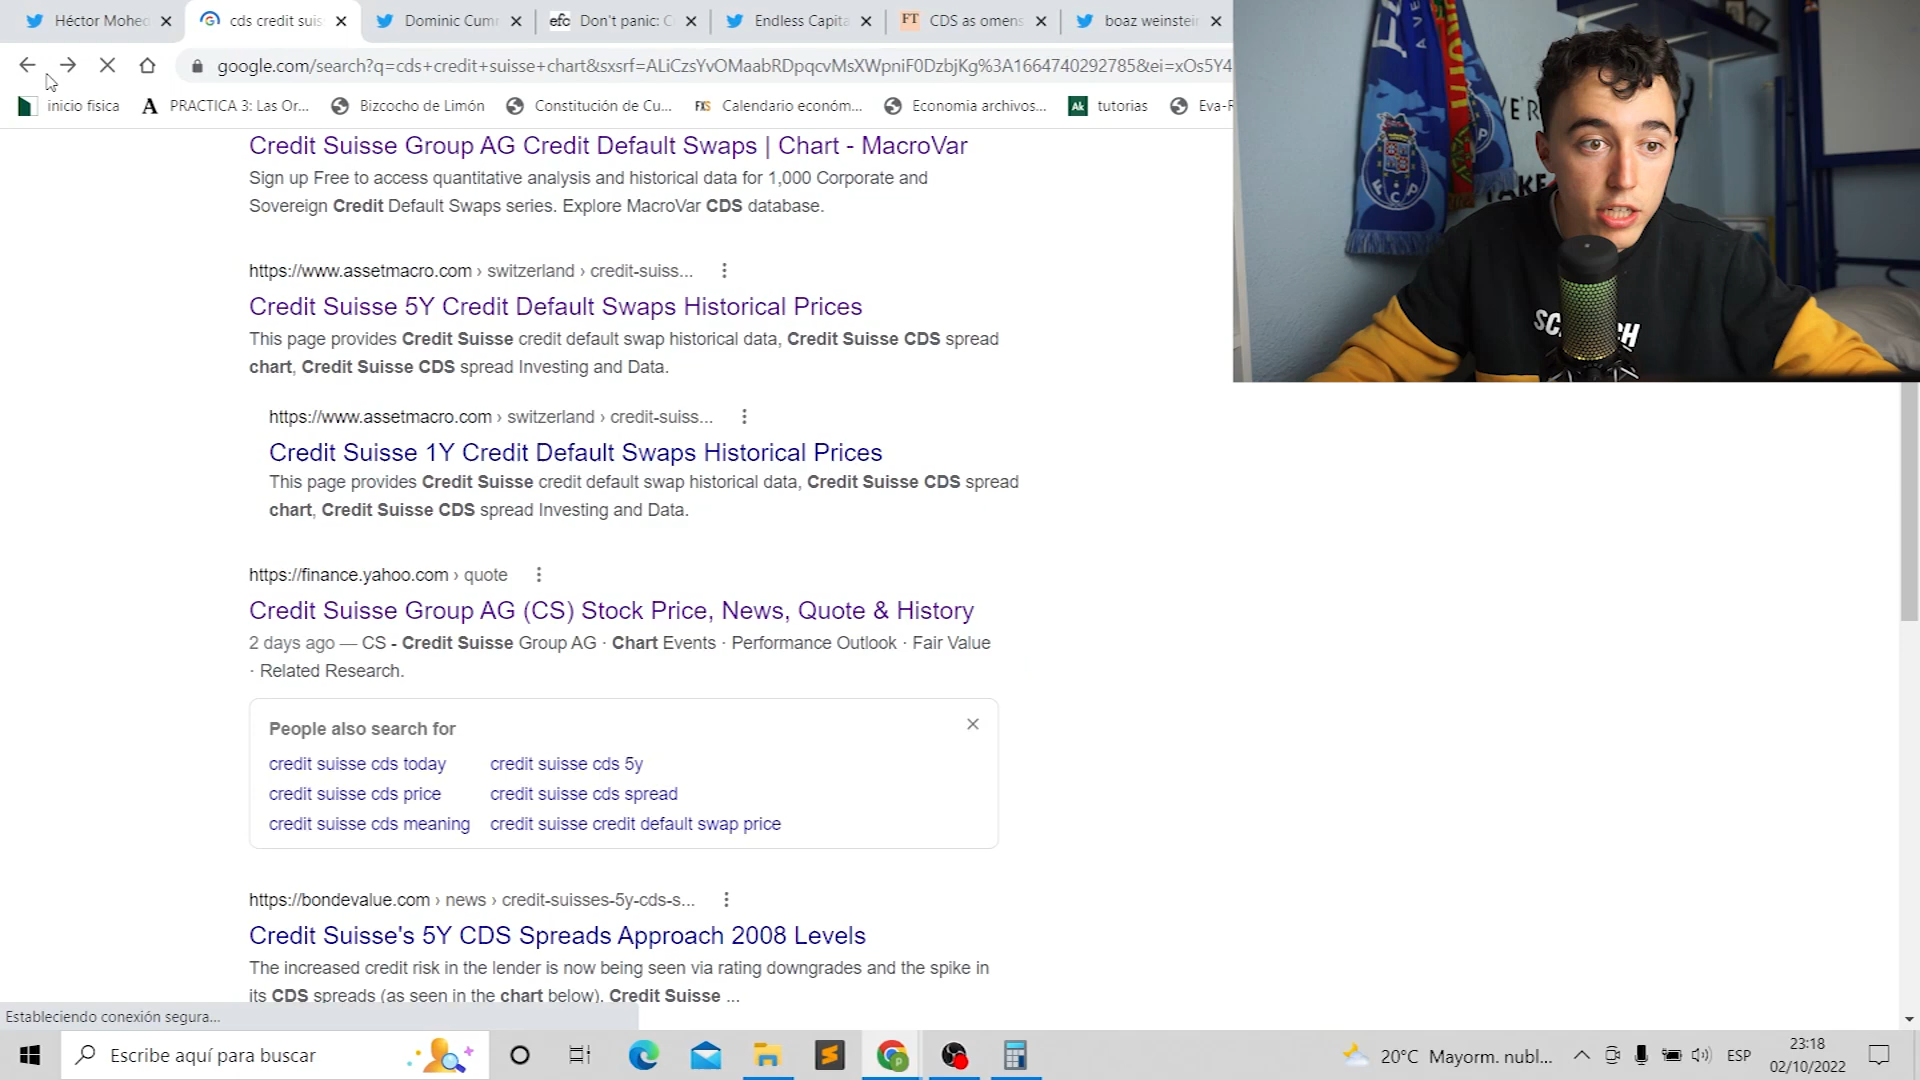 Héctor Mohed
cds credit suis
Dominic Cum
efc Don't panic: C
Endless Capita
FT CDS as omens
boaz weinstein
google.com/search?q=cds+credit+suisse+chart&sxsrf=ALiCzsYvOMaabRDpqcvMsXWpniF0DzbjKg%3A1664740292785&ei=xOs5Y4
inicio fisica
A PRACTICA 3: Las Or...
Bizcocho de Limón
Constitución de Cu...
FXS Calendario económ...
Economia archivos...
Ak tutorias
Eva-R
Credit Suisse Group AG Credit Default Swaps | Chart - MacroVar
Sign up Free to access quantitative analysis and historical data for 1,000 Corporate and
Sovereign Credit Default Swaps series. Explore MacroVar CDS database.
https://www.assetmacro.com › switzerland › credit-suiss...
Credit Suisse 5Y Credit Default Swaps Historical Prices
This page provides Credit Suisse credit default swap historical data, Credit Suisse CDS spread
chart, Credit Suisse CDS spread Investing and Data.
https://www.assetmacro.com › switzerland › credit-suiss...
Credit Suisse 1Y Credit Default Swaps Historical Prices
This page provides Credit Suisse credit default swap historical data, Credit Suisse CDS spread
chart, Credit Suisse CDS spread Investing and Data.
https://finance.yahoo.com › quote
Credit Suisse Group AG (CS) Stock Price, News, Quote & History
2 days ago — CS - Credit Suisse Group AG · Chart Events · Performance Outlook · Fair Value
· Related Research.
People also search for
credit suisse cds today
credit suisse cds 5y
credit suisse cds price
credit suisse cds spread
credit suisse cds meaning
credit suisse credit default swap price
https://bondevalue.com › news › credit-suisses-5y-cds-s...
Credit Suisse's 5Y CDS Spreads Approach 2008 Levels
The increased credit risk in the lender is now being seen via rating downgrades and the spike in
its CDS spreads (as seen in the chart below). Credit Suisse ...
Estableciendo conexión segura...
Escribe aquí para buscar
20°C Mayorm. nubl...
ESP
23:18
02/10/2022